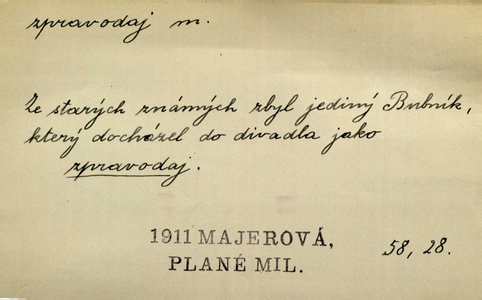 zpravodaj m.
Ze starých známých zbyl jediný Bubník,
který docházel do divadla jako
zpravodaj.
1911 MAJEROVÁ,
PLANÉ MIL.
58, 28.